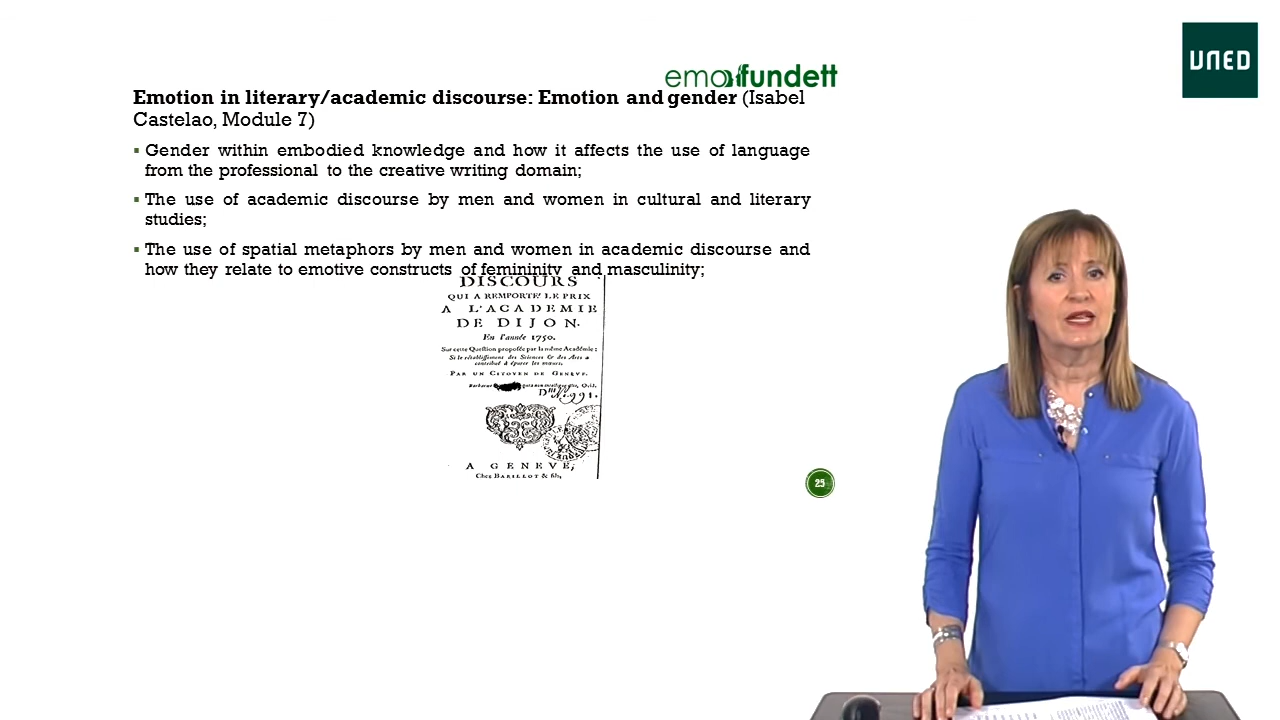 emo fundett
UNED
Emotion in literary/academic discourse: Emotion and gender (Isabel
Castelao, Module 7)
Gender within embodied knowledge and how it affects the use of language
from the professional to the creative writing domain;
The use of academic discourse by men and women in cultural and literary
studies;
The use of spatial metaphors by men and women in academic discourse and
how they relate to emotive constructs of femininity and masculinity;
DISCOURS
QUI A REMPORTE' LE PRIX
A L'ACADEMIE
DE DIJON.
En l'année 1750.
Sur cette Question proposée par la même Académie:
Si le rétablissement des Sciences & des Arts a
contribué à épurer les mœurs.
PAR UN CITOYEN DE GENEVE.
A GENEVE,
Chez BARILLOT & fils,
23